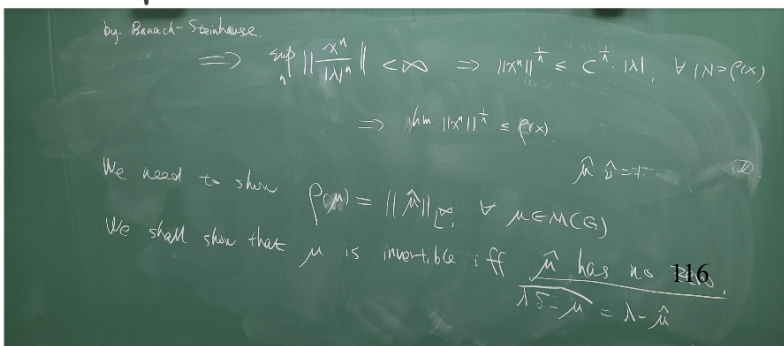 by Banach-Steinhause.
⟹ sup_n ||x^n/|λ|^n|| < ∞ ⟹ ||x^n||^{1/n} ≤ C^{1/n} |λ|, ∀ |λ| > ρ(x)
⟹ lim ||x^n||^{1/n} ≤ ρ(x)
μ̂ ν̂ = 1
We need to show ρ(μ) = ||μ̂||_{L^∞} ∀ μ ∈ M(G)
We shall show that μ is invertible iff μ̂ has no
116
λδ - μ = λ - μ̂